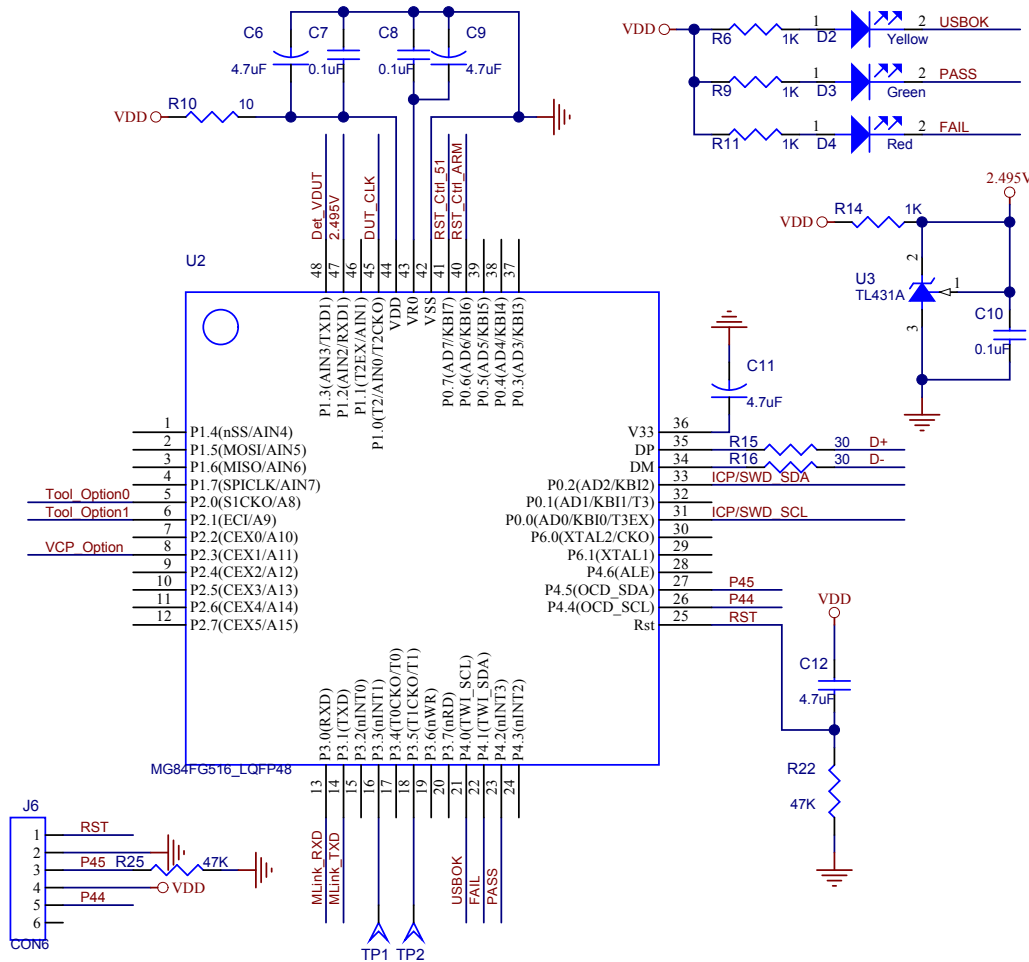 C6 C7 C8 C9
4.7uF 0.1uF 0.1uF 4.7uF
VDD R10 10
VDD R6 1K 1 D2 2 USBOK
Yellow
R9 1K 1 D3 2 PASS
Green
R11 1K 1 D4 2 FAIL
Red
2.495V
VDD R14 1K
2
U3
TL431A
1
3
C10
0.1uF
Det_VDUT
2.495V
DUT_CLK
RST_Ctrl_51
RST_Ctrl_ARM
U2
48 P1.3(AIN3/TXD1)
47 P1.2(AIN2/RXD1)
46 P1.1(T2EX/AIN1)
45 P1.0(T2/AIN0/T2CKO)
44 VDD
43 VR0
42 VSS
41 P0.7(AD7/KBI7)
40 P0.6(AD6/KBI6)
39 P0.5(AD5/KBI5)
38 P0.4(AD4/KBI4)
37 P0.3(AD3/KBI3)
C11
4.7uF
1 P1.4(nSS/AIN4)
2 P1.5(MOSI/AIN5)
3 P1.6(MISO/AIN6)
4 P1.7(SPICLK/AIN7)
Tool_Option0 5 P2.0(S1CKO/A8)
Tool_Option1 6 P2.1(ECI/A9)
7 P2.2(CEX0/A10)
VCP_Option 8 P2.3(CEX1/A11)
9 P2.4(CEX2/A12)
10 P2.5(CEX3/A13)
11 P2.6(CEX4/A14)
12 P2.7(CEX5/A15)
V33 36
DP 35 R15 30 D+
DM 34 R16 30 D-
P0.2(AD2/KBI2) 33 ICP/SWD_SDA
P0.1(AD1/KBI1/T3) 32
P0.0(AD0/KBI0/T3EX) 31 ICP/SWD_SCL
P6.0(XTAL2/CKO) 30
P6.1(XTAL1) 29
P4.6(ALE) 28
P4.5(OCD_SDA) 27 P45
P4.4(OCD_SCL) 26 P44
Rst 25 RST
VDD
C12
4.7uF
R22
47K
P3.0(RXD) 13 MLink_RXD
P3.1(TXD) 14 MLink_TXD
P3.2(nINT0) 15
P3.3(nINT1) 16
P3.4(T0CKO/T0) 17
P3.5(T1CKO/T1) 18
P3.6(nWR) 19
P3.7(nRD) 20
P4.0(TWI_SCL) 21 USBOK
P4.1(TWI_SDA) 22 FAIL
P4.2(nINT3) 23 PASS
P4.3(nINT2) 24
MG84FG516_LQFP48
TP1 TP2
J6
1 RST
2
3 P45 R25 47K
4 VDD
5 P44
6
CON6